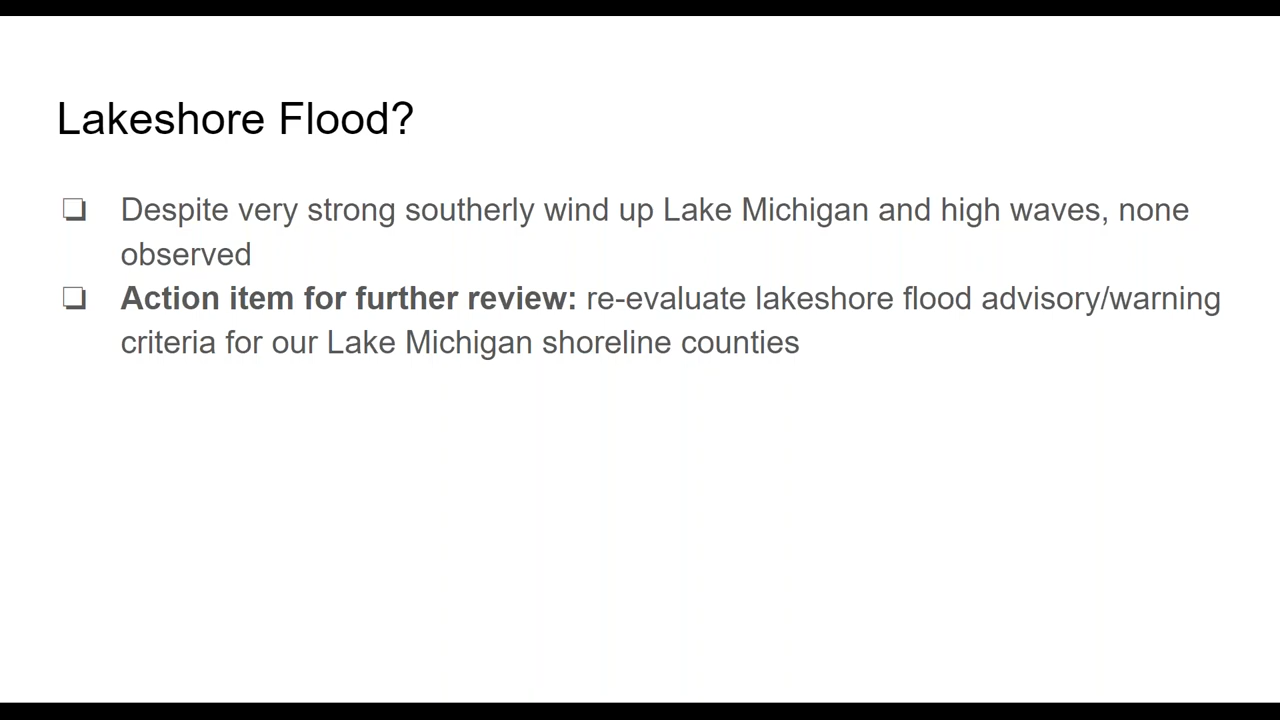 Lakeshore Flood?
❏ Despite very strong southerly wind up Lake Michigan and high waves, none
observed
❏ Action item for further review: re-evaluate lakeshore flood advisory/warning
criteria for our Lake Michigan shoreline counties